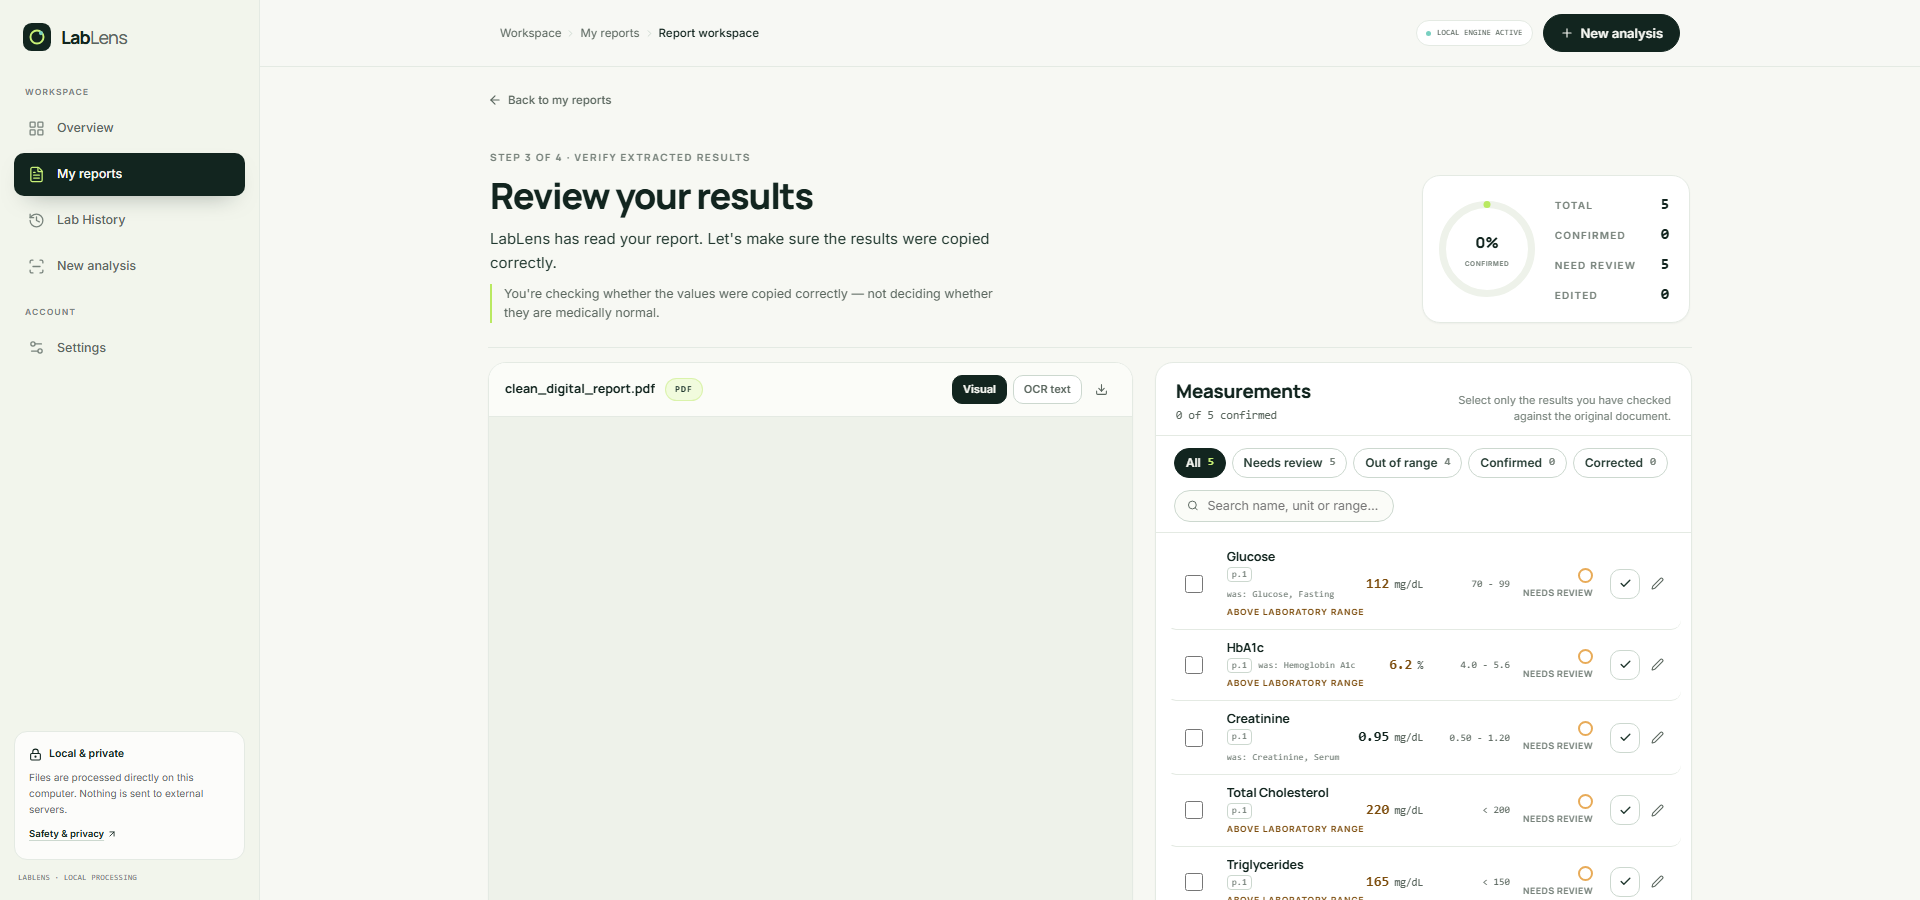 LabLens
WORKSPACE
Overview
My reports
Lab History
New analysis
ACCOUNT
Settings
Local & private
Files are processed directly on this
computer. Nothing is sent to external
servers.
Safety & privacy
LABLENS · LOCAL PROCESSING
Workspace › My reports › Report workspace
LOCAL ENGINE ACTIVE
+ New analysis
Back to my reports
STEP 3 OF 4 · VERIFY EXTRACTED RESULTS
Review your results
LabLens has read your report. Let's make sure the results were copied
correctly.
You're checking whether the values were copied correctly — not deciding whether
they are medically normal.
0%
CONFIRMED
TOTAL 5
CONFIRMED 0
NEED REVIEW 5
EDITED 0
clean_digital_report.pdf PDF
Visual OCR text
Measurements
0 of 5 confirmed
Select only the results you have checked
against the original document.
All 5 Needs review 5 Out of range 4 Confirmed 0 Corrected 0
Search name, unit or range...
Glucose
p.1
was: Glucose, Fasting
ABOVE LABORATORY RANGE
112 mg/dL 70 - 99 NEEDS REVIEW
HbA1c
p.1 was: Hemoglobin A1c
ABOVE LABORATORY RANGE
6.2 % 4.0 - 5.6 NEEDS REVIEW
Creatinine
p.1
was: Creatinine, Serum
0.95 mg/dL 0.50 - 1.20 NEEDS REVIEW
Total Cholesterol
p.1
ABOVE LABORATORY RANGE
220 mg/dL < 200 NEEDS REVIEW
Triglycerides
p.1
ABOVE LABORATORY RANGE
165 mg/dL < 150 NEEDS REVIEW